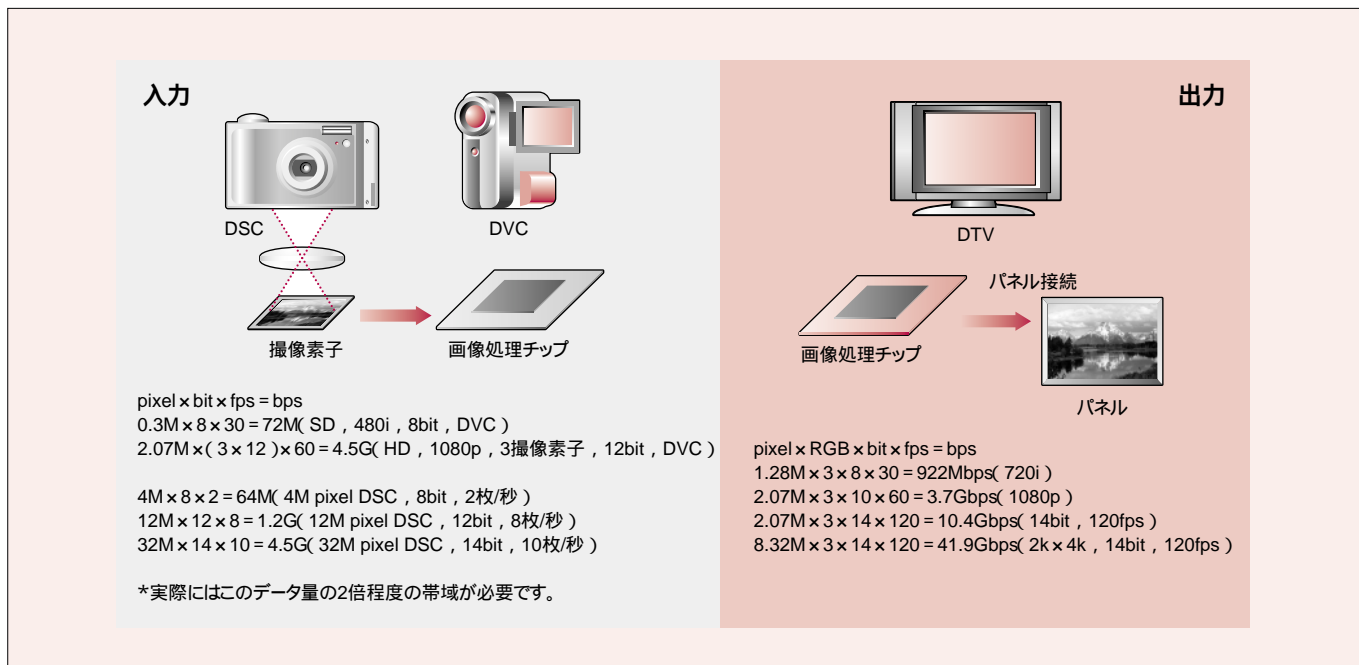 入力
DSC
DVC
撮像素子
画像処理チップ
pixel×bit×fps=bps
0.3M×8×30=72M( SD , 480i , 8bit , DVC )
2.07M×( 3×12 )×60=4.5G( HD , 1080p , 3撮像素子 , 12bit , DVC )
4M×8×2=64M( 4M pixel DSC , 8bit , 2枚/秒 )
12M×12×8=1.2G( 12M pixel DSC , 12bit , 8枚/秒 )
32M×14×10=4.5G( 32M pixel DSC , 14bit , 10枚/秒 )
*実際にはこのデータ量の2倍程度の帯域が必要です。
出力
DTV
パネル接続
画像処理チップ
パネル
pixel×RGB×bit×fps=bps
1.28M×3×8×30=922Mbps( 720i )
2.07M×3×10×60=3.7Gbps( 1080p )
2.07M×3×14×120=10.4Gbps( 14bit , 120fps )
8.32M×3×14×120=41.9Gbps( 2k×4k , 14bit , 120fps )